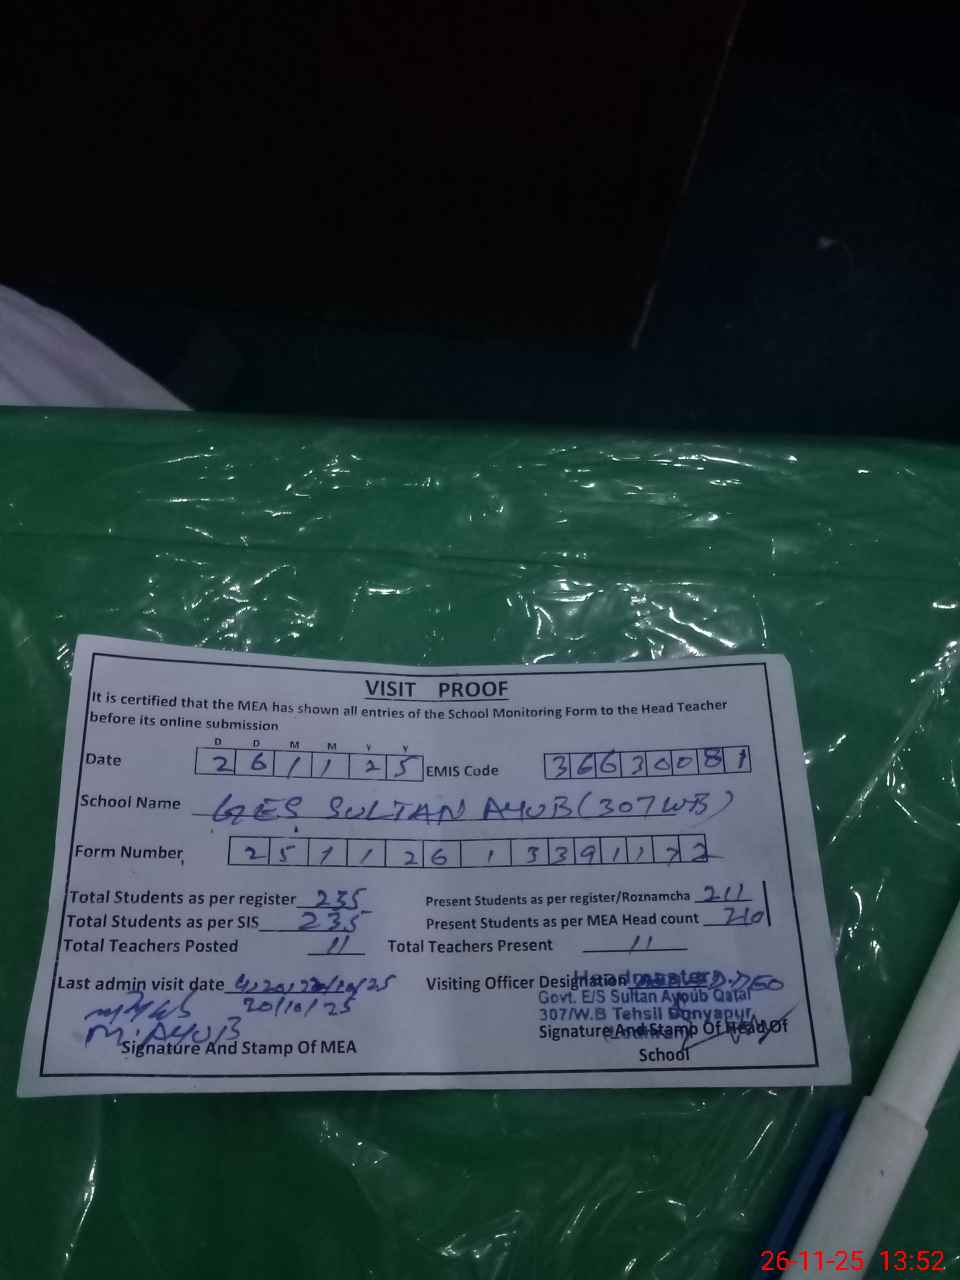 VISIT PROOF
It is certified that the MEA has shown all entries of the School Monitoring Form to the Head Teacher
before its online submission
D D M M Y Y
Date 2 6 1 1 2 5 EMIS Code 3 6 6 3 0 0 8 1
School Name GES SULTAN AYUB (307 WB)
Form Number 2 5 1 1 2 6 1 3 3 9 1 1 7 2
Total Students as per register 235 Present Students as per register/Roznamcha 211
Total Students as per SIS 235 Present Students as per MEA Head count 210
Total Teachers Posted 11 Total Teachers Present 11
Last admin visit date Visiting Officer Designation D.DEO
20/10/25
Headmaster
Govt. E/S Sultan Ayoub Qatal
307/W.B Tehsil Donyapur
M. AYUB
Signature And Stamp Of MEA
Signature And Stamp Of Head Of
School
26-11-25 13:52